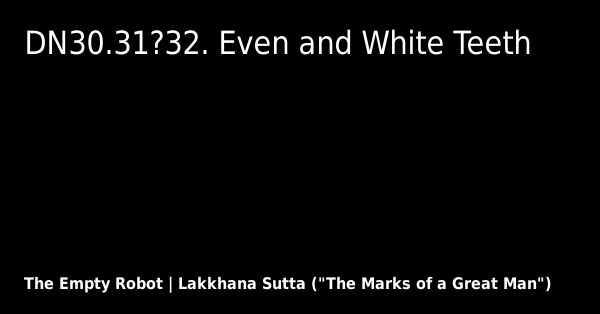 DN30.31?32. Even and White Teeth
The Empty Robot | Lakkhana Sutta ("The Marks of a Great Man")